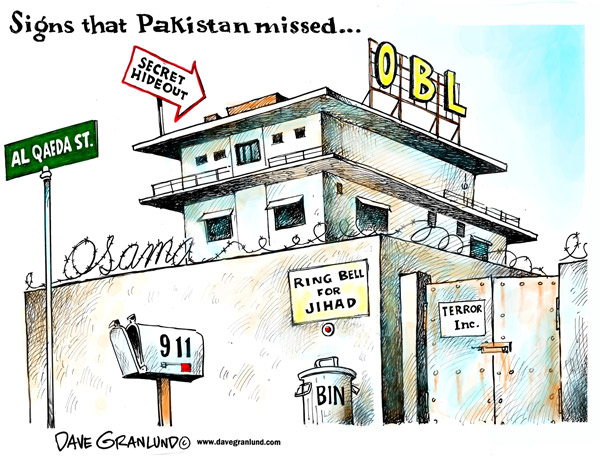 Signs that Pakistan missed...
SECRET
HIDEOUT
OBL
AL QAEDA ST.
Osama
RING BELL
FOR
JIHAD
TERROR
Inc.
911
BIN
DAVE GRANLUND © www.davegranlund.com